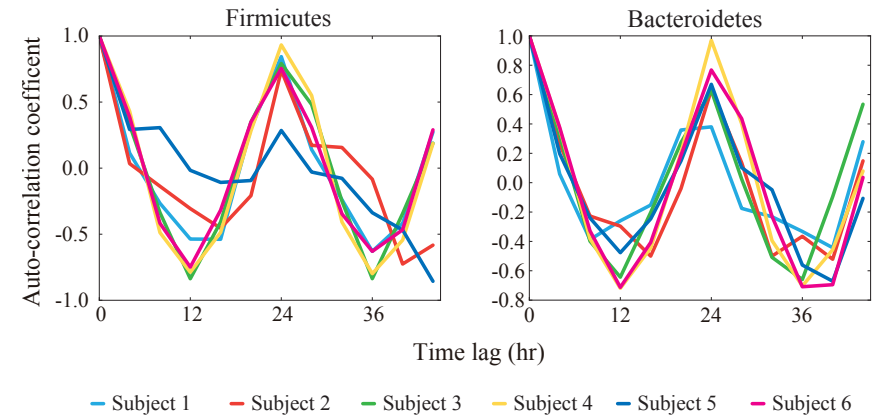 Firmicutes
Bacteroidetes
Auto-correlation coefficent
1.0
0.5
0.0
-0.5
-1.0
0 12 24 36
1.0
0.8
0.6
0.4
0.2
0.0
-0.2
-0.4
-0.6
-0.8
0 12 24 36
Time lag (hr)
Subject 1 Subject 2 Subject 3 Subject 4 Subject 5 Subject 6